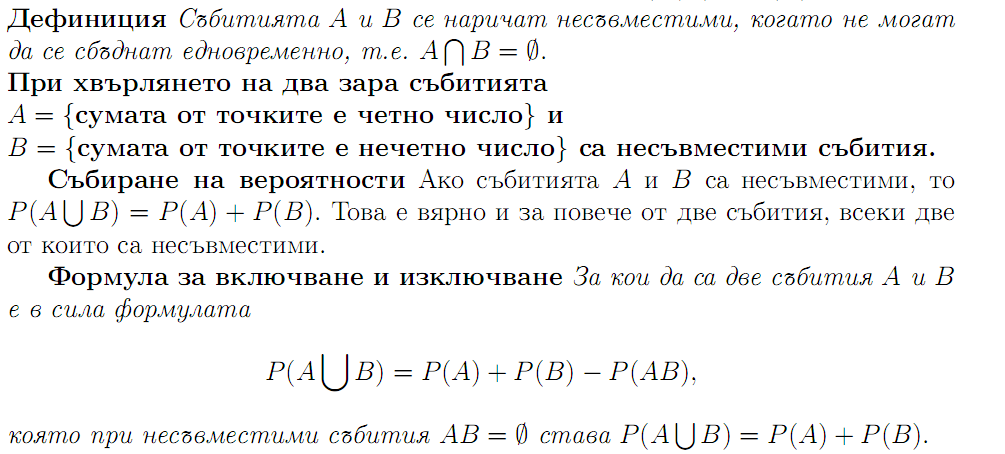 Дефиниция Събитията A и B се наричат несъвместими, когато не могат
да се сбъднат едновременно, т.е. A⋂B = ∅.
При хвърлянето на два зара събитията
A = {сумата от точките е четно число} и
B = {сумата от точките е нечетно число} са несъвместими събития.
Събиране на вероятности Ако събитията A и B са несъвместими, то
P(A⋃B) = P(A) + P(B). Това е вярно и за повече от две събития, всеки две
от които са несъвместими.
Формула за включване и изключване За кои да са две събития A и B
е в сила формулата
P(A⋃B) = P(A) + P(B) − P(AB),
която при несъвместими събития AB = ∅ става P(A⋃B) = P(A) + P(B).